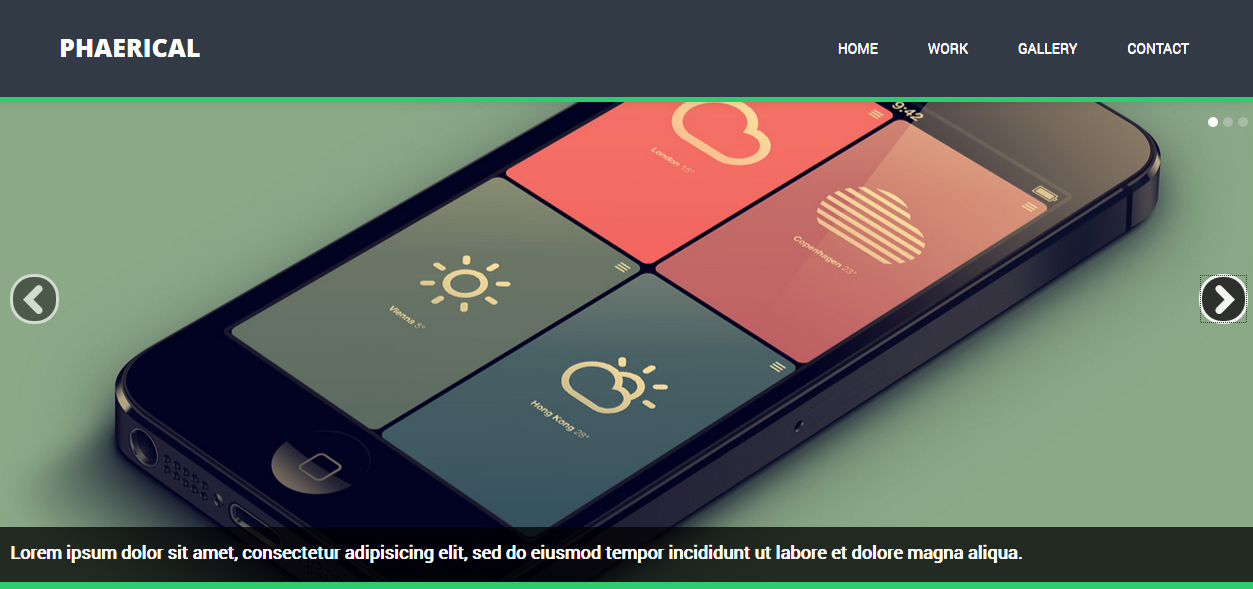 PHAERICAL
HOME WORK GALLERY CONTACT
9:42
London 15°
Copenhagen 23°
Vienna 5°
Hong Kong 28°
Lorem ipsum dolor sit amet, consectetur adipisicing elit, sed do eiusmod tempor incididunt ut labore et dolore magna aliqua.